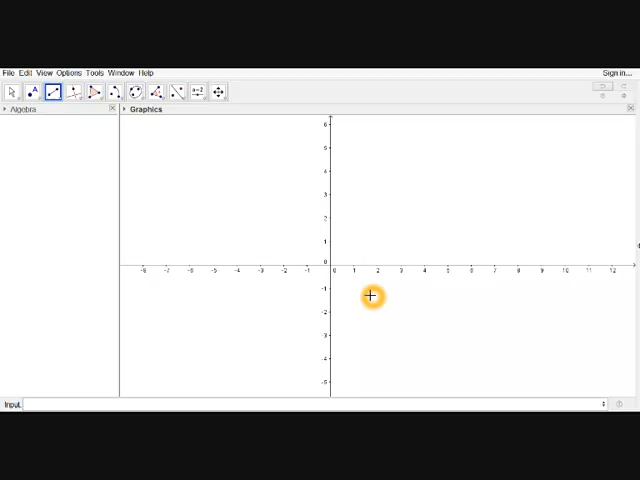 File Edit View Options Tools Window Help Sign in...
A a=2
Algebra Graphics
6
5
4
3
2
1
0
-8 -7 -6 -5 -4 -3 -2 -1 0 1 2 3 4 5 6 7 8 9 10 11 12
-1
-2
-3
-4
-5
Input: